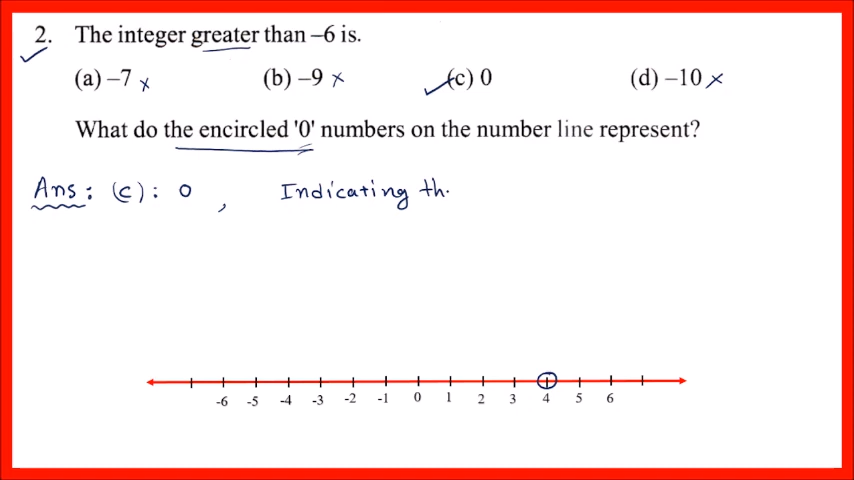 2. The integer greater than –6 is.
(a) –7 x (b) –9 x (c) 0 (d) –10 x
What do the encircled '0' numbers on the number line represent?
Ans: (c): 0 , Indicating th
-6 -5 -4 -3 -2 -1 0 1 2 3 4 5 6